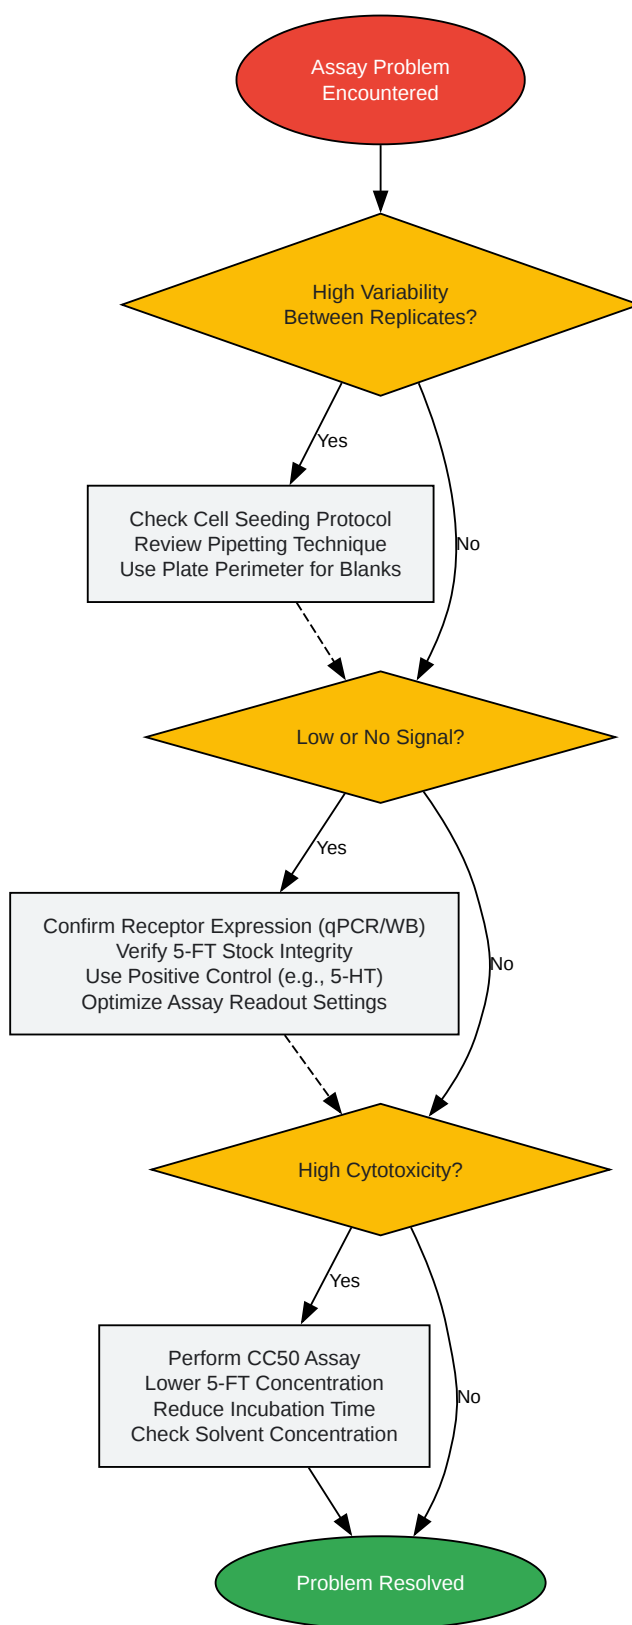 Assay Problem
Encountered
High Variability
Between Replicates?
Yes
Check Cell Seeding Protocol
Review Pipetting Technique
Use Plate Perimeter for Blanks
No
Low or No Signal?
Yes
Confirm Receptor Expression (qPCR/WB)
Verify 5-FT Stock Integrity
Use Positive Control (e.g., 5-HT)
Optimize Assay Readout Settings
No
High Cytotoxicity?
Yes
Perform CC50 Assay
Lower 5-FT Concentration
Reduce Incubation Time
Check Solvent Concentration
No
Problem Resolved